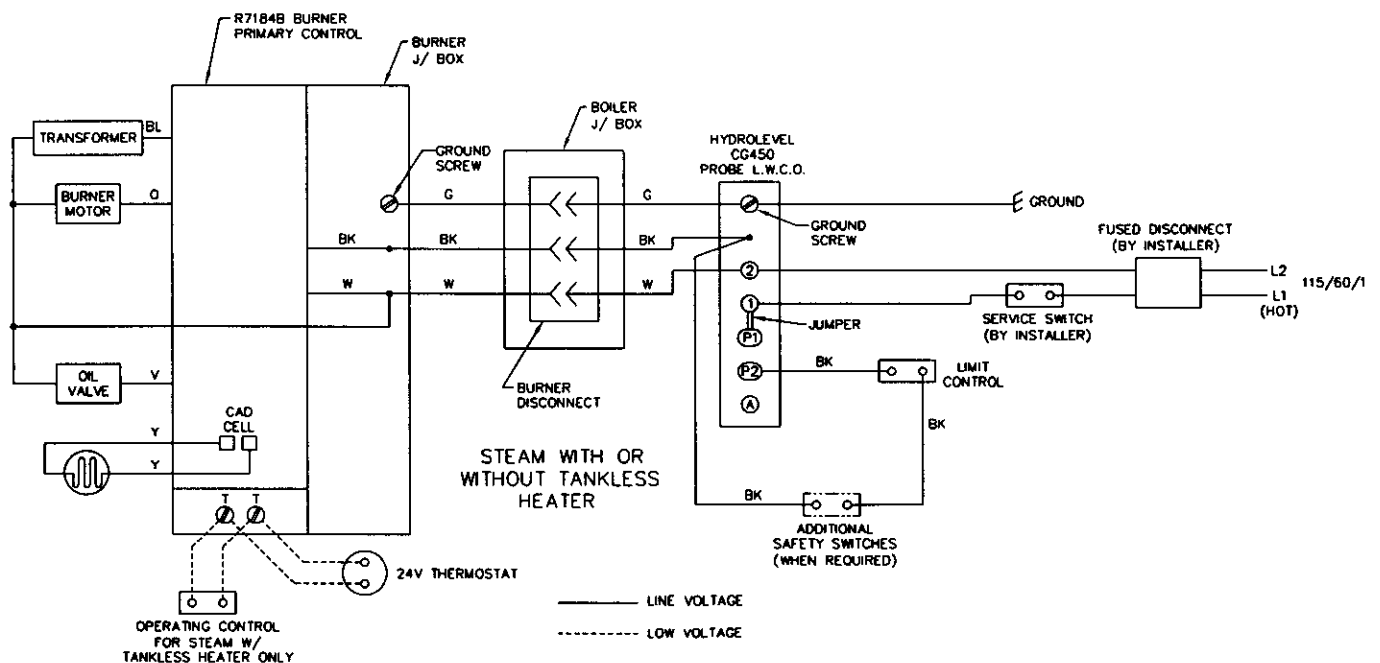 R7184B BURNER
PRIMARY CONTROL
BURNER
J/ BOX
BOILER
J/ BOX
TRANSFORMER
BL
GROUND
SCREW
HYDROLEVEL
CG450
PROBE L.W.C.O.
BURNER
MOTOR
O
G
G
GROUND
GROUND
SCREW
FUSED DISCONNECT
(BY INSTALLER)
BK
BK
BK
W
W
W
2
L2
115/60/1
L1
(HOT)
1
JUMPER
SERVICE SWITCH
(BY INSTALLER)
P1
OIL
VALVE
V
P2
BK
LIMIT
CONTROL
BURNER
DISCONNECT
A
CAD
CELL
Y
Y
BK
STEAM WITH OR
WITHOUT TANKLESS
HEATER
BK
T
T
ADDITIONAL
SAFETY SWITCHES
(WHEN REQUIRED)
24V THERMOSTAT
LINE VOLTAGE
LOW VOLTAGE
OPERATING CONTROL
FOR STEAM W/
TANKLESS HEATER ONLY